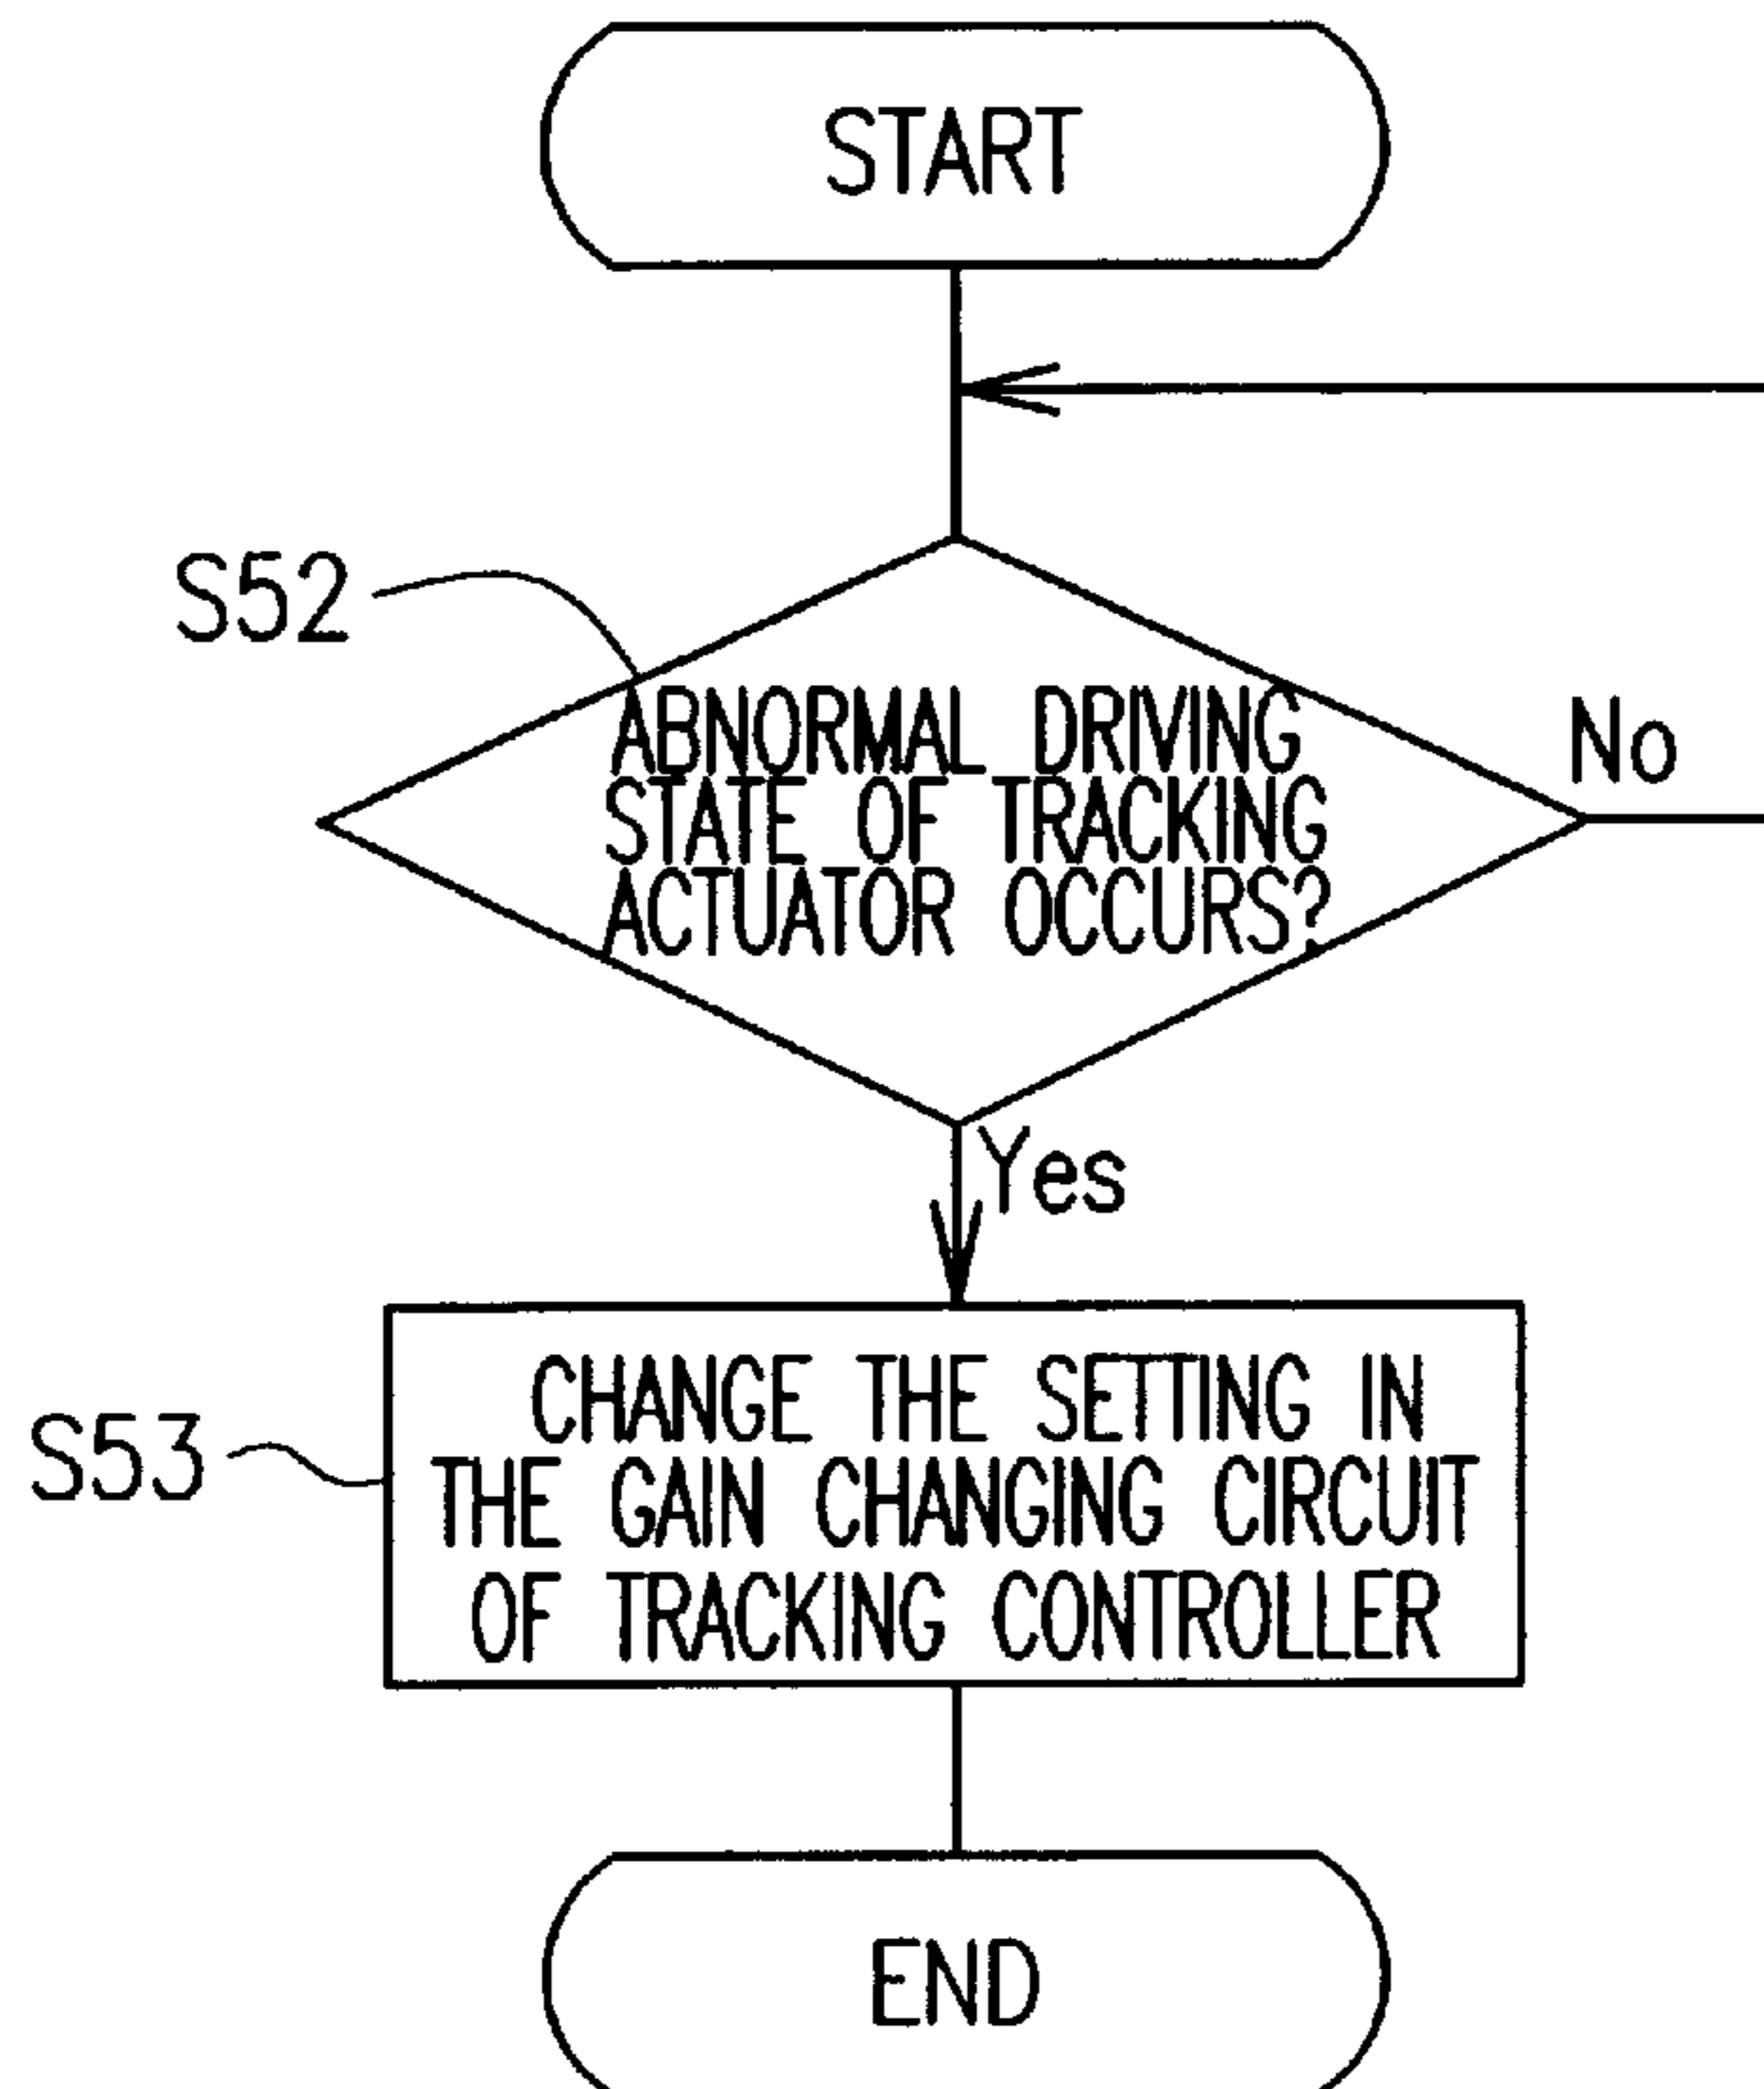 START
S52
ABNORMAL DRIVING
STATE OF TRACKING
ACTUATOR OCCURS?
No
Yes
S53
CHANGE THE SETTING IN
THE GAIN CHANGING CIRCUIT
OF TRACKING CONTROLLER
END